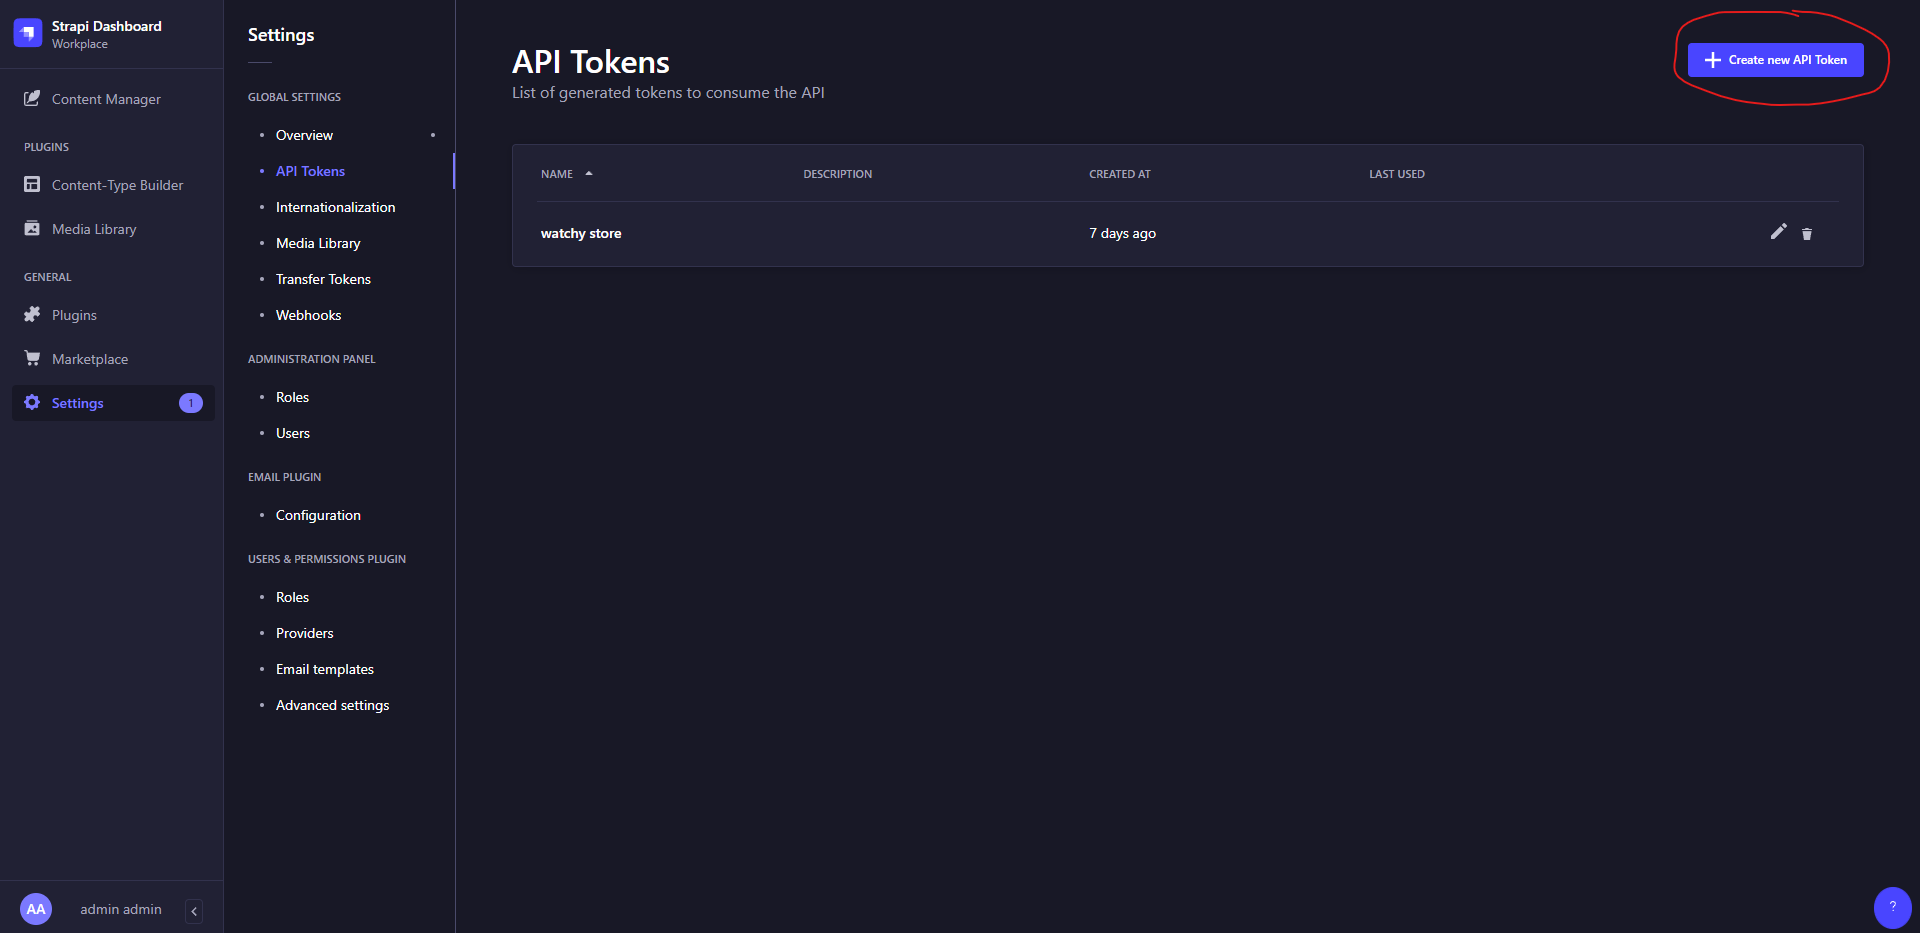 Strapi Dashboard
Workplace
Content Manager
PLUGINS
Content-Type Builder
Media Library
GENERAL
Plugins
Marketplace
Settings 1
AA admin admin
Settings
GLOBAL SETTINGS
Overview
API Tokens
Internationalization
Media Library
Transfer Tokens
Webhooks
ADMINISTRATION PANEL
Roles
Users
EMAIL PLUGIN
Configuration
USERS & PERMISSIONS PLUGIN
Roles
Providers
Email templates
Advanced settings
API Tokens
List of generated tokens to consume the API
Create new API Token
NAME DESCRIPTION CREATED AT LAST USED
watchy store 7 days ago
?